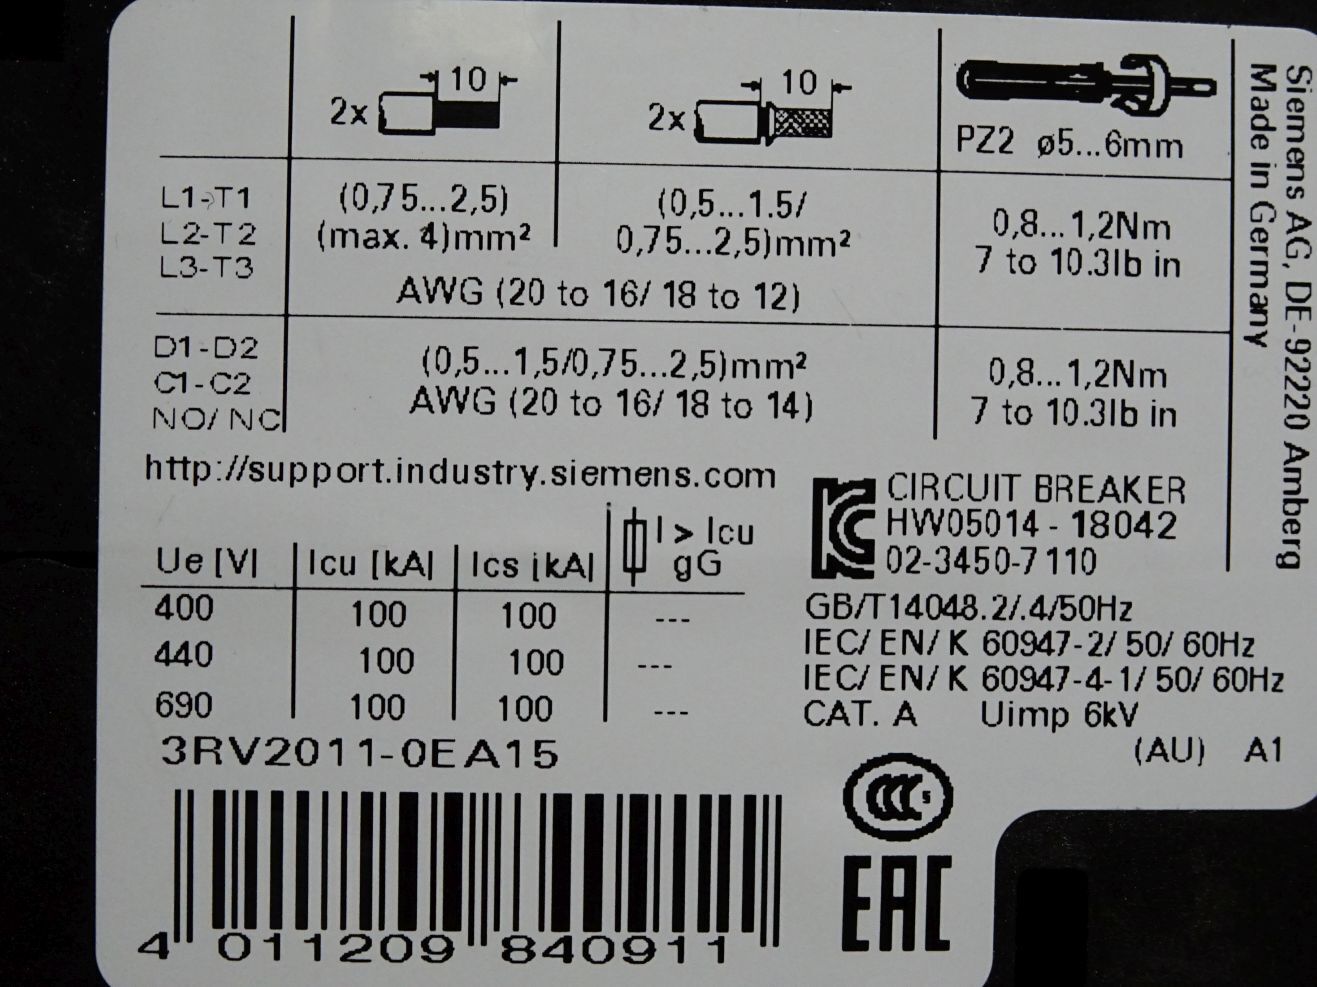 2x 10
2x 10
PZ2 ø5...6mm
L1-T1
L2-T2
L3-T3
(0,75...2,5)
(max. 4)mm²
(0,5...1.5/
0,75...2,5)mm²
AWG (20 to 16/ 18 to 12)
0,8...1,2Nm
7 to 10.3lb in
D1-D2
C1-C2
NO/ NC
(0,5...1,5/0,75...2,5)mm²
AWG (20 to 16/ 18 to 14)
0,8...1,2Nm
7 to 10.3lb in
Siemens AG, DE-92220 Amberg
Made in Germany
http://support.industry.siemens.com
Ue [V] Icu [kA] Ics [kA] I > Icu
gG
400 100 100 ---
440 100 100 ---
690 100 100 ---
CIRCUIT BREAKER
HW05014 - 18042
02-3450-7110
GB/T14048.2/.4/50Hz
IEC/ EN/ K 60947-2/ 50/ 60Hz
IEC/ EN/ K 60947-4-1/ 50/ 60Hz
CAT. A Uimp 6kV
(AU) A1
3RV2011-0EA15
4 011209 840911
CCC S
EAC